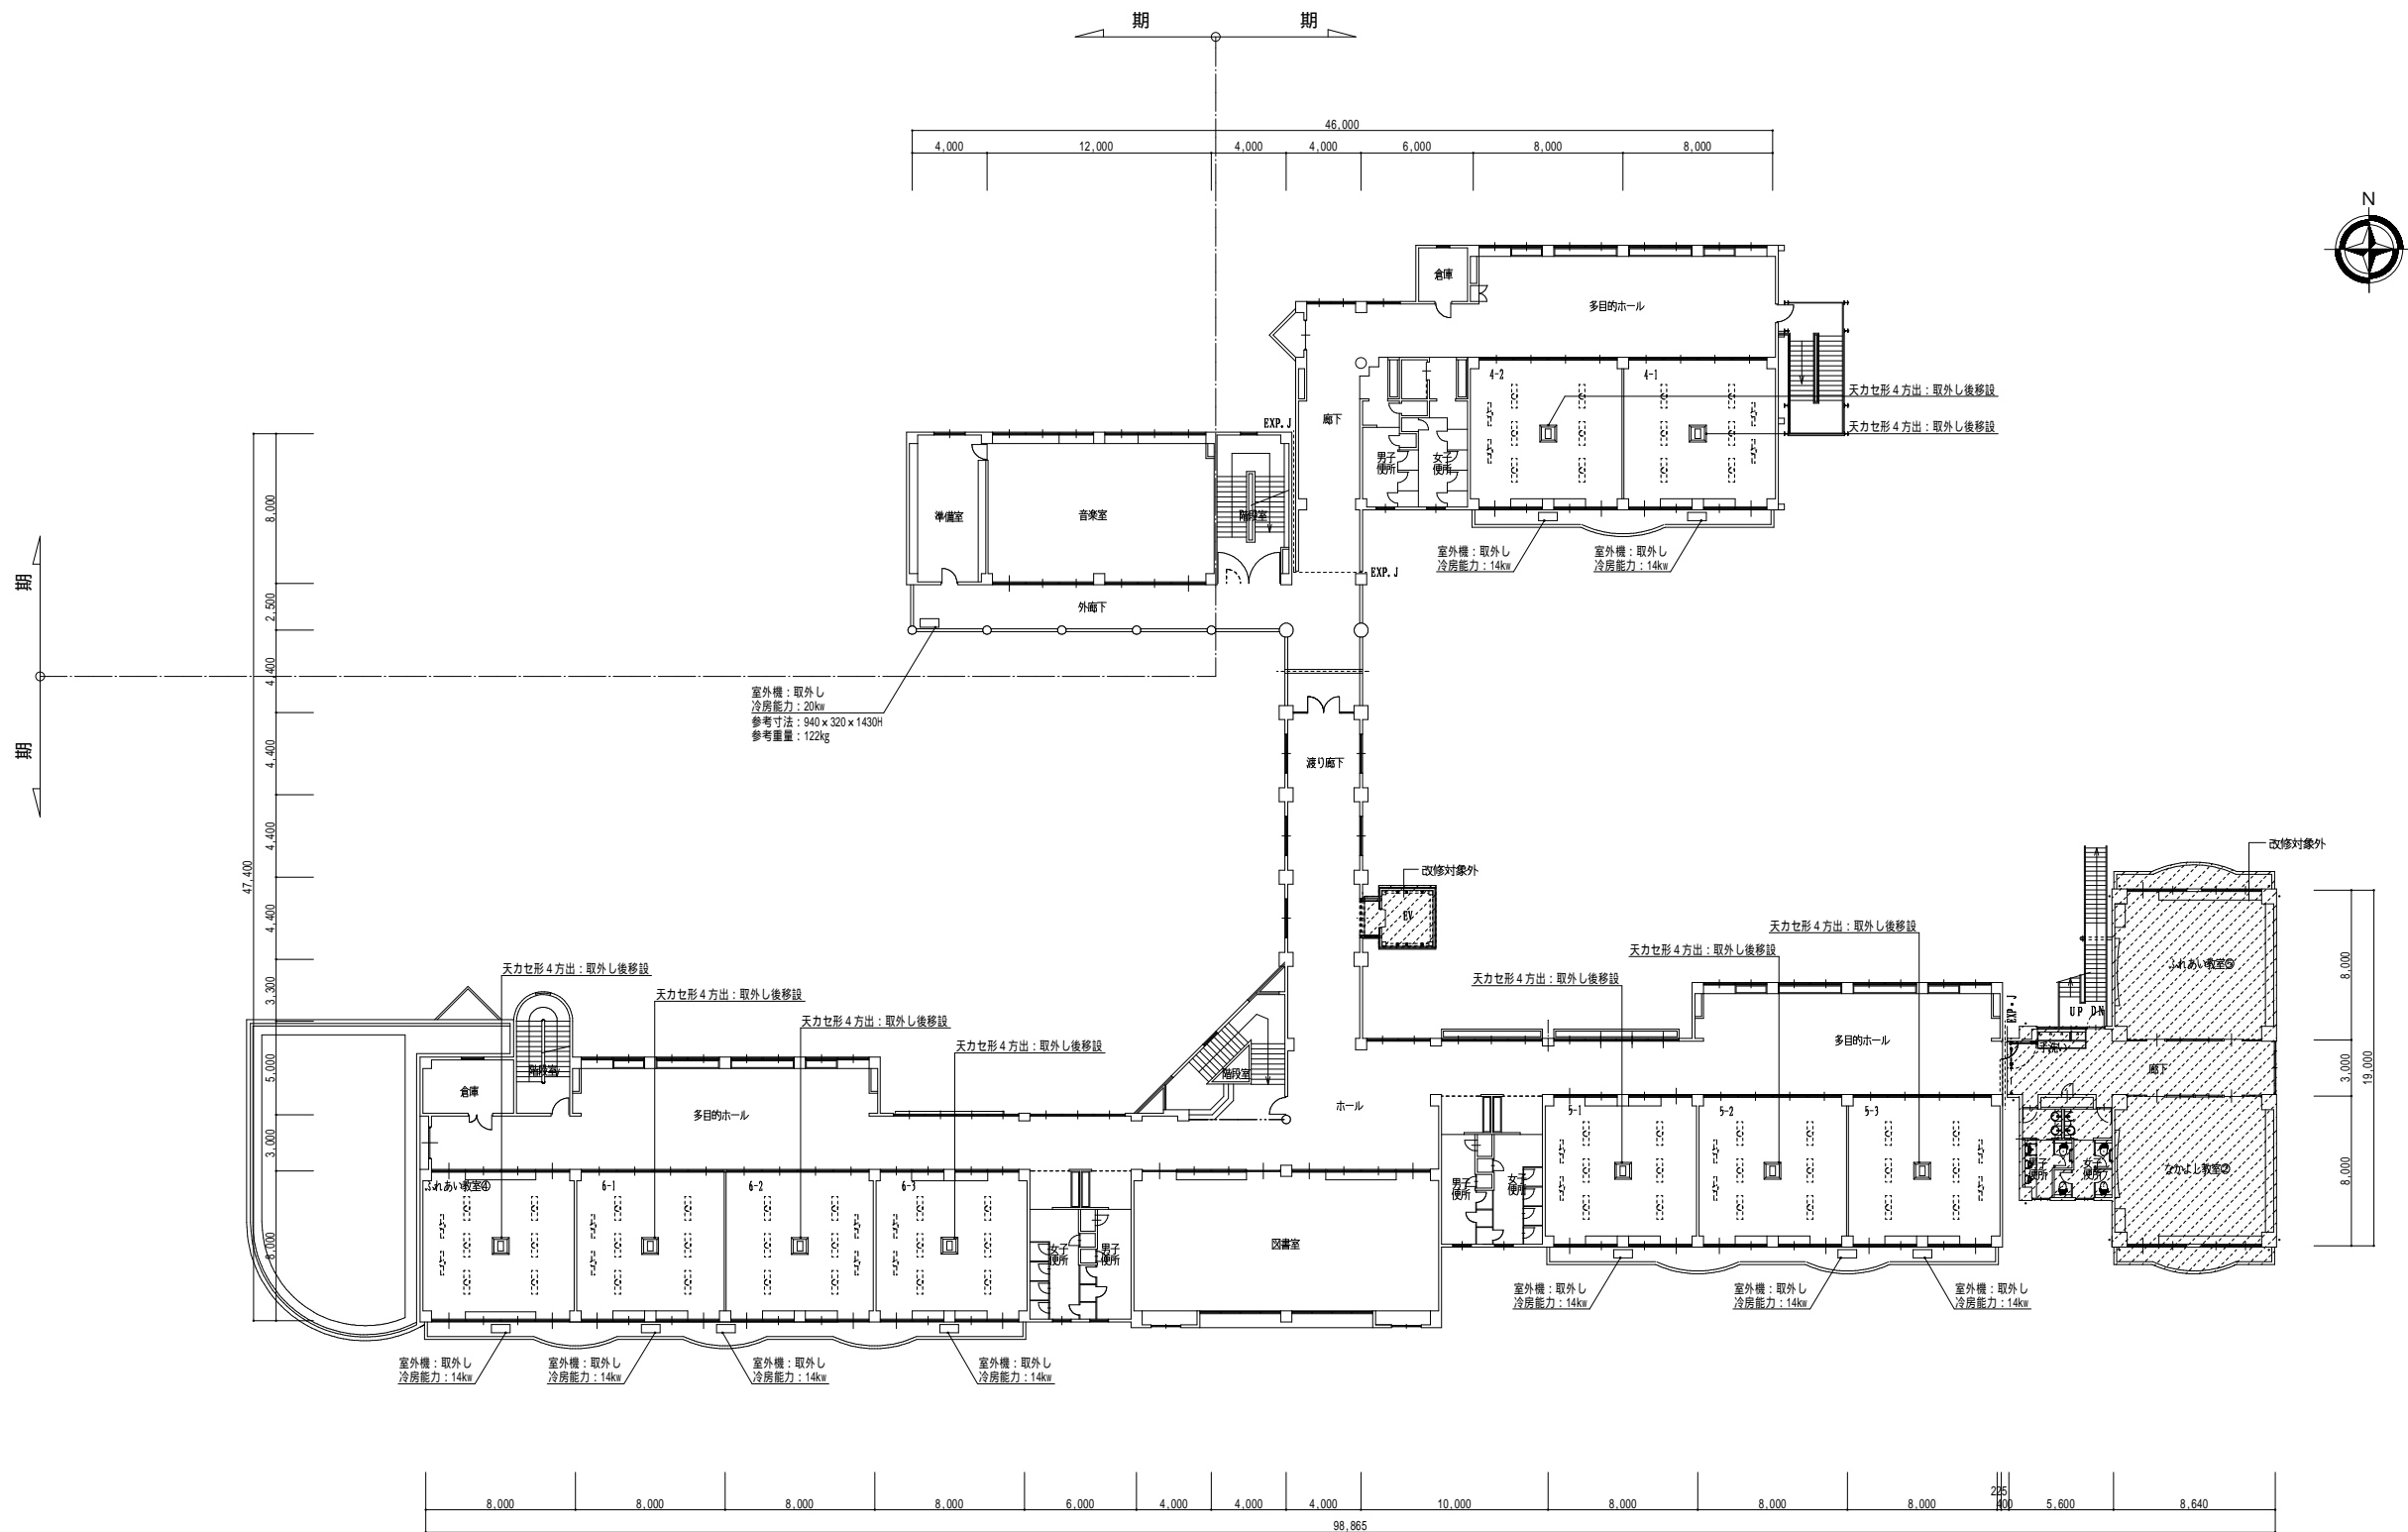 期
期
46,000
4,000
12,000
4,000
4,000
6,000
8,000
8,000
N
倉庫
多目的ホール
4-2
4-1
天カセ形４方出：取外し後移設
天カセ形４方出：取外し後移設
EXP.J
廊下
男子
便所
女子
便所
準備室
音楽室
階段室
室外機：取外し
冷房能力：14kw
室外機：取外し
冷房能力：14kw
EXP.J
外廊下
期
期
8,000
2,500
4,400
4,400
4,400
4,400
3,300
5,000
3,000
8,000
47,400
室外機：取外し
冷房能力：20kw
参考寸法：940×320×1430H
参考重量：122kg
渡り廊下
改修対象外
EV
改修対象外
天カセ形４方出：取外し後移設
天カセ形４方出：取外し後移設
天カセ形４方出：取外し後移設
天カセ形４方出：取外し後移設
天カセ形４方出：取外し後移設
天カセ形４方出：取外し後移設
天カセ形４方出：取外し後移設
ふれあい教室⑤
8,000
3,000
8,000
19,000
UP DN
EXP.J
手洗い
廊下
多目的ホール
階段室
階段室
倉庫
多目的ホール
ホール
5-1
5-2
5-3
ふれあい教室④
6-1
6-2
6-3
男子
便所
女子
便所
男子
便所
女子
便所
なかよし教室②
女子
便所
男子
便所
図書室
室外機：取外し
冷房能力：14kw
室外機：取外し
冷房能力：14kw
室外機：取外し
冷房能力：14kw
室外機：取外し
冷房能力：14kw
室外機：取外し
冷房能力：14kw
室外機：取外し
冷房能力：14kw
室外機：取外し
冷房能力：14kw
8,000
8,000
8,000
8,000
6,000
4,000
4,000
4,000
10,000
8,000
8,000
8,000
225
400
5,600
8,640
98,865